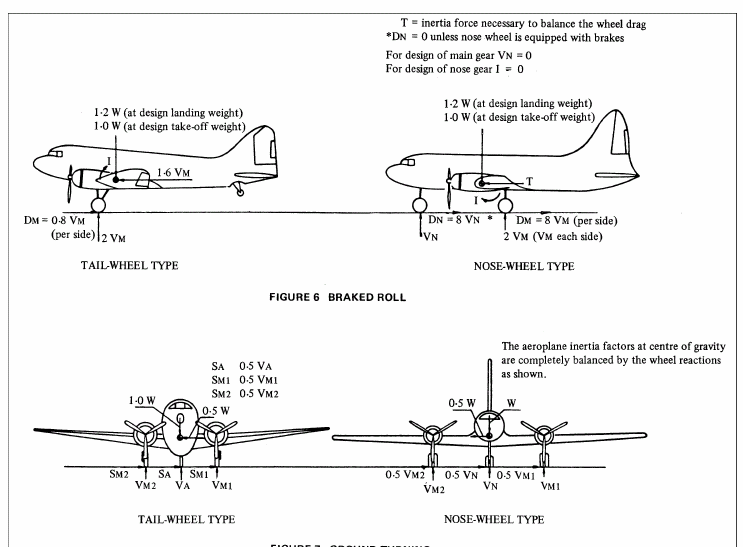 T = inertia force necessary to balance the wheel drag
*DN = 0 unless nose wheel is equipped with brakes
For design of main gear VN = 0
For design of nose gear I = 0
1·2 W (at design landing weight)
1·0 W (at design take-off weight)
I
1·6 VM
DM = 0·8 VM
(per side)
2 VM
TAIL-WHEEL TYPE
1·2 W (at design landing weight)
1·0 W (at design take-off weight)
T
I
DN = 8 VN *
DM = 8 VM (per side)
VN
2 VM (VM each side)
NOSE-WHEEL TYPE
FIGURE 6 BRAKED ROLL
SA 0·5 VA
SM1 0·5 VM1
SM2 0·5 VM2
1·0 W
0·5 W
SM2
SA
SM1
VM2
VA
VM1
TAIL-WHEEL TYPE
The aeroplane inertia factors at centre of gravity
are completely balanced by the wheel reactions
as shown.
0·5 W
W
0·5 VM2
0·5 VN
0·5 VM1
VM2
VN
VM1
NOSE-WHEEL TYPE
FIGURE 7 GROUND TURNING